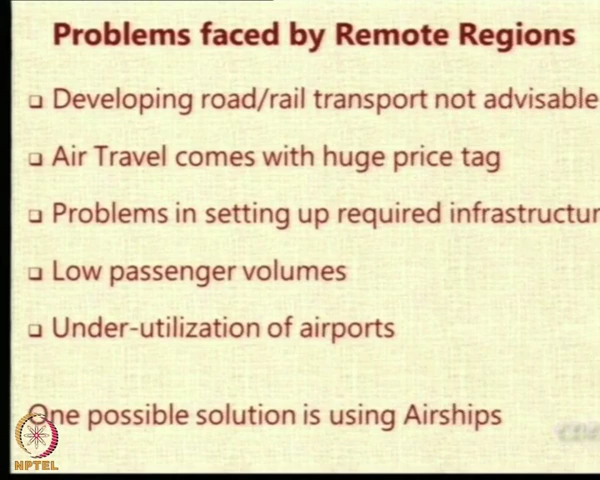 Problems faced by Remote Regions
Developing road/rail transport not advisable
Air Travel comes with huge price tag
Problems in setting up required infrastructur
Low passenger volumes
Under-utilization of airports
One possible solution is using Airships
NPTEL